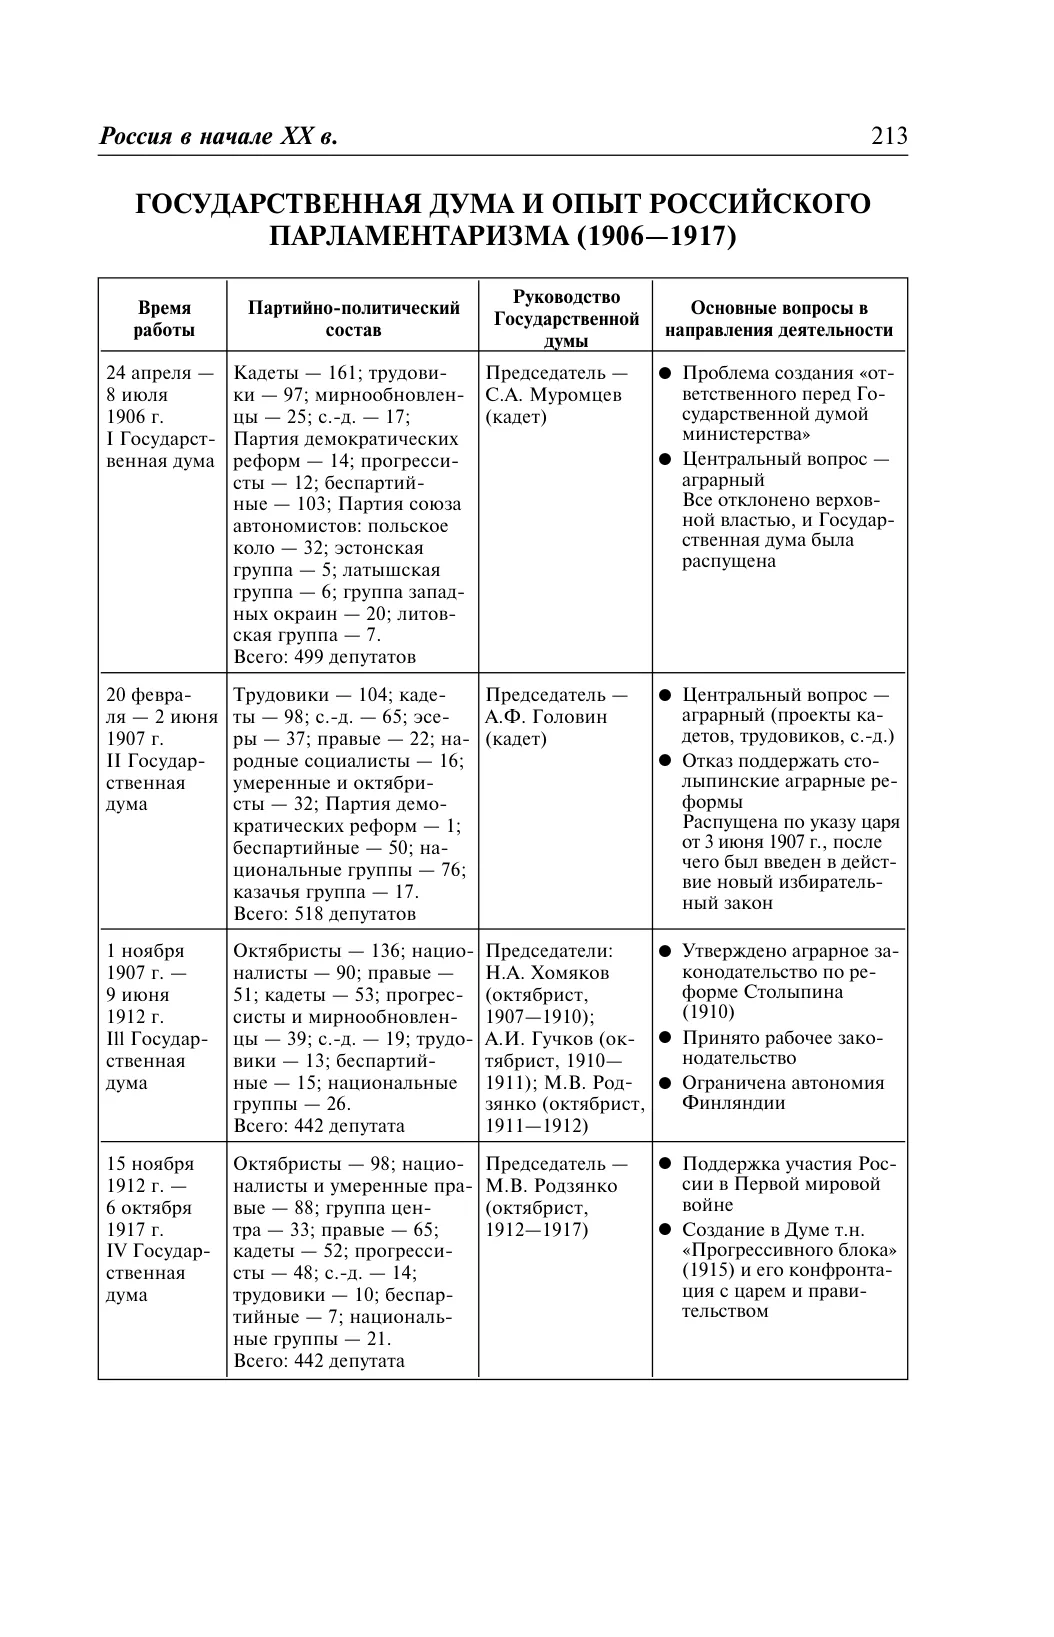 Россия в начале XX в.
213
ГОСУДАРСТВЕННАЯ ДУМА И ОПЫТ РОССИЙСКОГО
ПАРЛАМЕНТАРИЗМА (1906—1917)
Время
работы
Партийно-политический
состав
Руководство
Государственной
думы
Основные вопросы в
направления деятельности
24 апреля —
8 июля
1906 г.
I Государст-
венная дума
Кадеты — 161; трудови-
ки — 97; мирнообновлен-
цы — 25; с.-д. — 17;
Партия демократических
реформ — 14; прогресси-
сты — 12; беспартий-
ные — 103; Партия союза
автономистов: польское
коло — 32; эстонская
группа — 5; латышская
группа — 6; группа запад-
ных окраин — 20; литов-
ская группа — 7.
Всего: 499 депутатов
Председатель —
С.А. Муромцев
(кадет)
● Проблема создания «от-
ветственного перед Го-
сударственной думой
министерства»
● Центральный вопрос —
аграрный
Все отклонено верхов-
ной властью, и Государ-
ственная дума была
распущена
20 февра-
ля — 2 июня
1907 г.
II Государ-
ственная
дума
Трудовики — 104; каде-
ты — 98; с.-д. — 65; эсе-
ры — 37; правые — 22; на-
родные социалисты — 16;
умеренные и октябри-
сты — 32; Партия демо-
кратических реформ — 1;
беспартийные — 50; на-
циональные группы — 76;
казачья группа — 17.
Всего: 518 депутатов
Председатель —
А.Ф. Головин
(кадет)
● Центральный вопрос —
аграрный (проекты ка-
детов, трудовиков, с.-д.)
● Отказ поддержать сто-
лыпинские аграрные ре-
формы
Распущена по указу царя
от 3 июня 1907 г., после
чего был введен в дейст-
вие новый избиратель-
ный закон
1 ноября
1907 г. —
9 июня
1912 г.
Ill Государ-
ственная
дума
Октябристы — 136; нацио-
налисты — 90; правые —
51; кадеты — 53; прогрес-
систы и мирнообновлен-
цы — 39; с.-д. — 19; трудо-
вики — 13; беспартий-
ные — 15; национальные
группы — 26.
Всего: 442 депутата
Председатели:
Н.А. Хомяков
(октябрист,
1907—1910);
А.И. Гучков (ок-
тябрист, 1910—
1911); М.В. Род-
зянко (октябрист,
1911—1912)
● Утверждено аграрное за-
конодательство по ре-
форме Столыпина
(1910)
● Принято рабочее зако-
нодательство
● Ограничена автономия
Финляндии
15 ноября
1912 г. —
6 октября
1917 г.
IV Государ-
ственная
дума
Октябристы — 98; нацио-
налисты и умеренные пра-
вые — 88; группа цен-
тра — 33; правые — 65;
кадеты — 52; прогресси-
сты — 48; с.-д. — 14;
трудовики — 10; беспар-
тийные — 7; националь-
ные группы — 21.
Всего: 442 депутата
Председатель —
М.В. Родзянко
(октябрист,
1912—1917)
● Поддержка участия Рос-
сии в Первой мировой
войне
● Создание в Думе т.н.
«Прогрессивного блока»
(1915) и его конфронта-
ция с царем и прави-
тельством